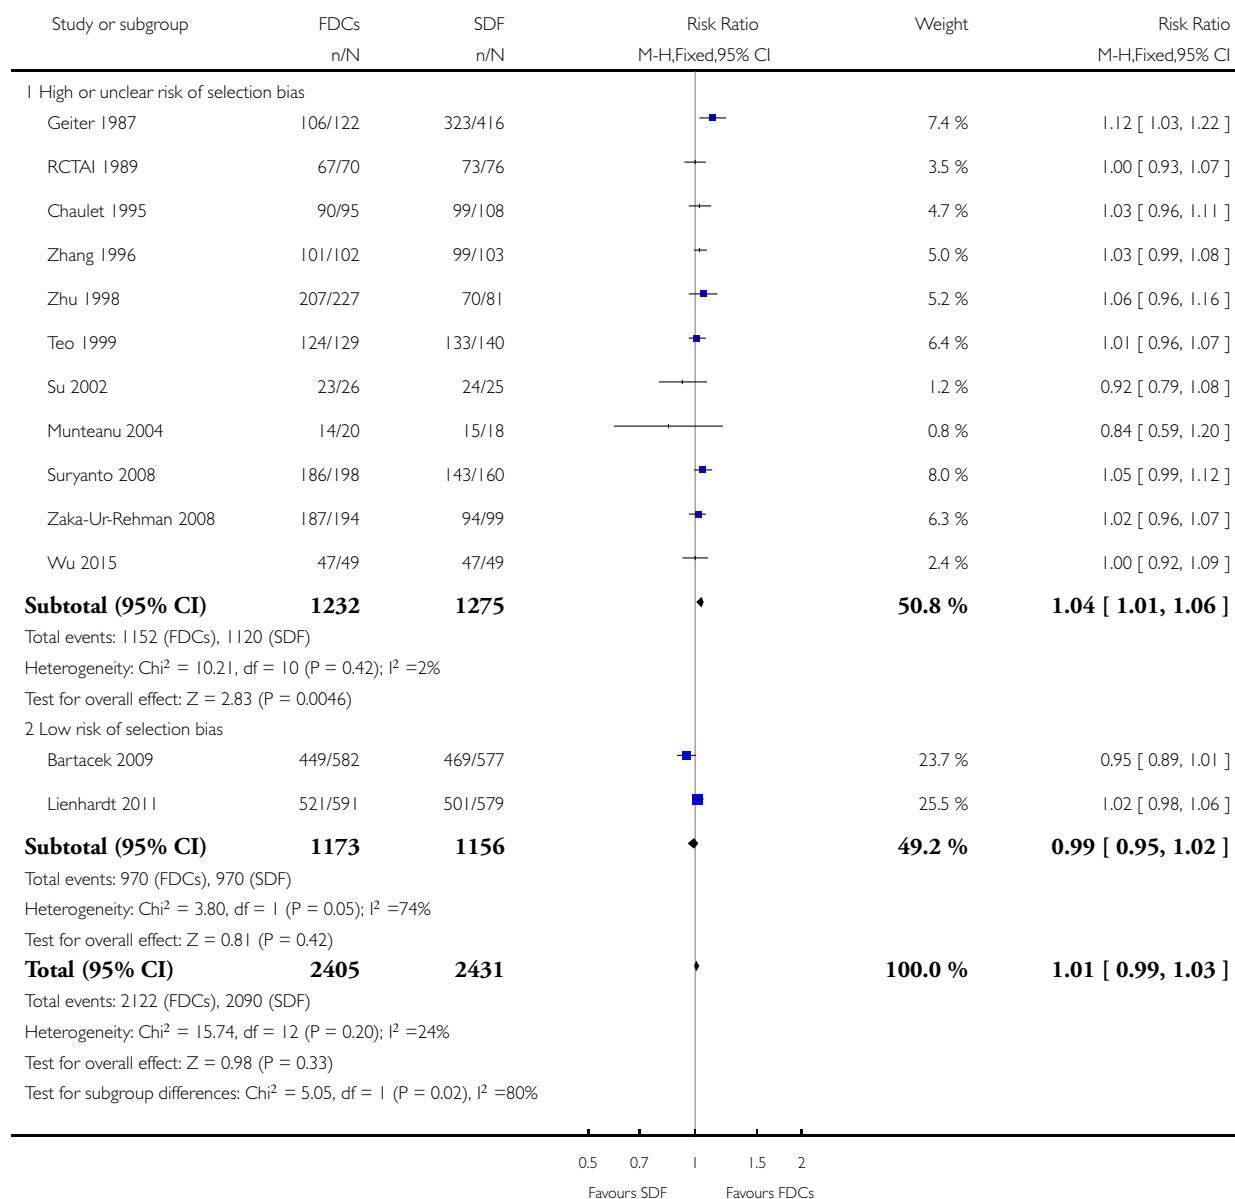 Study or subgroup FDCs SDF Risk Ratio Weight Risk Ratio
n/N n/N M-H,Fixed,95% CI M-H,Fixed,95% CI
1 High or unclear risk of selection bias
Geiter 1987 106/122 323/416 7.4 % 1.12 [ 1.03, 1.22 ]
RCTAI 1989 67/70 73/76 3.5 % 1.00 [ 0.93, 1.07 ]
Chaulet 1995 90/95 99/108 4.7 % 1.03 [ 0.96, 1.11 ]
Zhang 1996 101/102 99/103 5.0 % 1.03 [ 0.99, 1.08 ]
Zhu 1998 207/227 70/81 5.2 % 1.06 [ 0.96, 1.16 ]
Teo 1999 124/129 133/140 6.4 % 1.01 [ 0.96, 1.07 ]
Su 2002 23/26 24/25 1.2 % 0.92 [ 0.79, 1.08 ]
Munteanu 2004 14/20 15/18 0.8 % 0.84 [ 0.59, 1.20 ]
Suryanto 2008 186/198 143/160 8.0 % 1.05 [ 0.99, 1.12 ]
Zaka-Ur-Rehman 2008 187/194 94/99 6.3 % 1.02 [ 0.96, 1.07 ]
Wu 2015 47/49 47/49 2.4 % 1.00 [ 0.92, 1.09 ]
Subtotal (95% CI) 1232 1275 50.8 % 1.04 [ 1.01, 1.06 ]
Total events: 1152 (FDCs), 1120 (SDF)
Heterogeneity: Chi² = 10.21, df = 10 (P = 0.42); I² =2%
Test for overall effect: Z = 2.83 (P = 0.0046)
2 Low risk of selection bias
Bartacek 2009 449/582 469/577 23.7 % 0.95 [ 0.89, 1.01 ]
Lienhardt 2011 521/591 501/579 25.5 % 1.02 [ 0.98, 1.06 ]
Subtotal (95% CI) 1173 1156 49.2 % 0.99 [ 0.95, 1.02 ]
Total events: 970 (FDCs), 970 (SDF)
Heterogeneity: Chi² = 3.80, df = 1 (P = 0.05); I² =74%
Test for overall effect: Z = 0.81 (P = 0.42)
Total (95% CI) 2405 2431 100.0 % 1.01 [ 0.99, 1.03 ]
Total events: 2122 (FDCs), 2090 (SDF)
Heterogeneity: Chi² = 15.74, df = 12 (P = 0.20); I² =24%
Test for overall effect: Z = 0.98 (P = 0.33)
Test for subgroup differences: Chi² = 5.05, df = 1 (P = 0.02), I² =80%
0.5 0.7 1 1.5 2
Favours SDF Favours FDCs